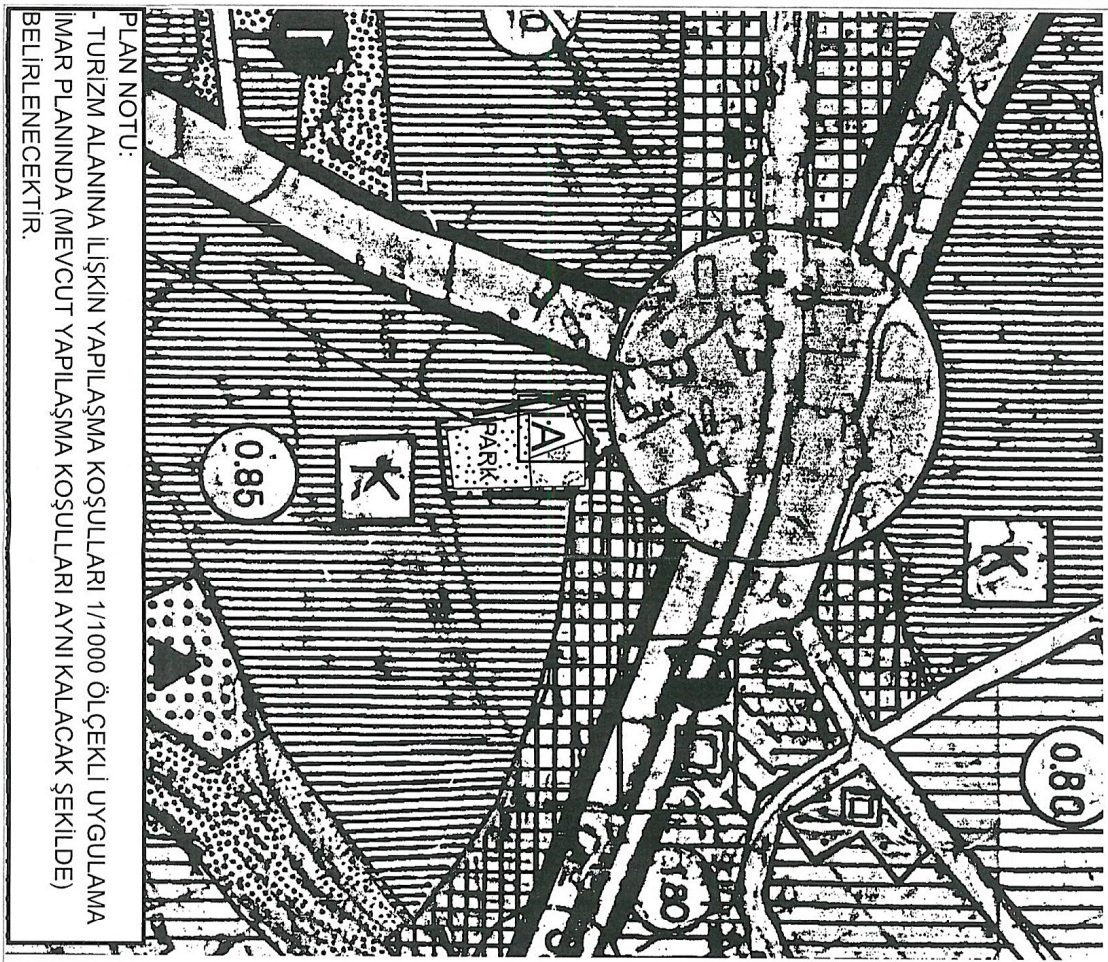 PLAN NOTU:
- TURİZM ALANINA İLİŞKİN YAPILAŞMA KOŞULLARI 1/1000 ÖLÇEKLİ UYGULAMA
İMAR PLANINDA (MEVCUT YAPILAŞMA KOŞULLARI AYNI KALACAK ŞEKİLDE)
BELİRLENECEKTİR.
A
PARK
K
0.85
K
0.80
1.80
1